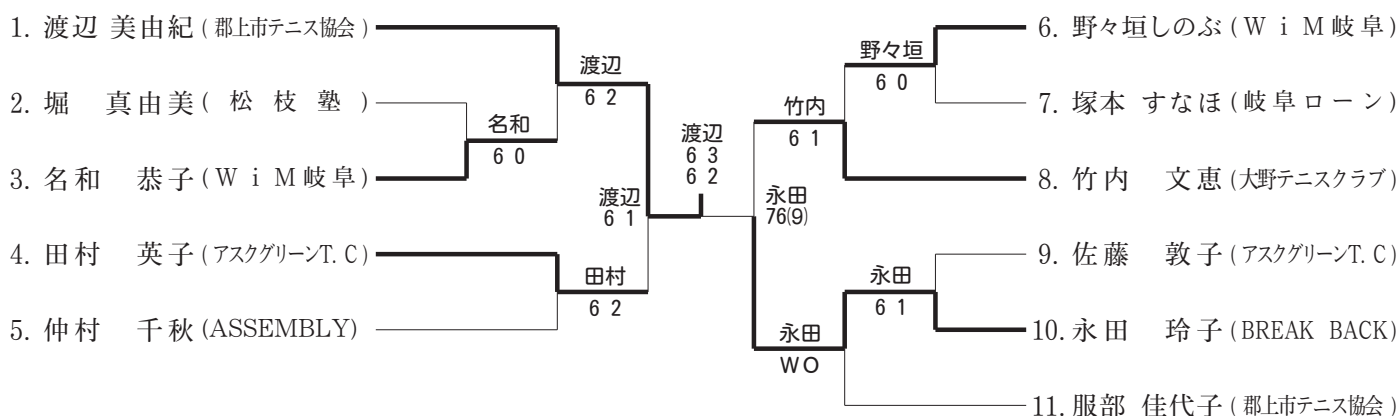 1. 渡辺 美由紀 (郡上市テニス協会)
2. 堀　真由美 (松枝塾)
3. 名和　恭子 (WiM岐阜)
4. 田村　英子 (アスクグリーンT.C)
5. 仲村　千秋 (ASSEMBLY)
名和
6 0
渡辺
6 2
田村
6 2
渡辺
6 1
渡辺
6 3
6 2
永田
76(9)
竹内
6 1
永田
WO
野々垣
6 0
永田
6 1
6. 野々垣しのぶ (WiM岐阜)
7. 塚本 すなほ (岐阜ローン)
8. 竹内　文恵 (大野テニスクラブ)
9. 佐藤　敦子 (アスクグリーンT.C)
10. 永田　玲子 (BREAK BACK)
11. 服部 佳代子 (郡上市テニス協会)